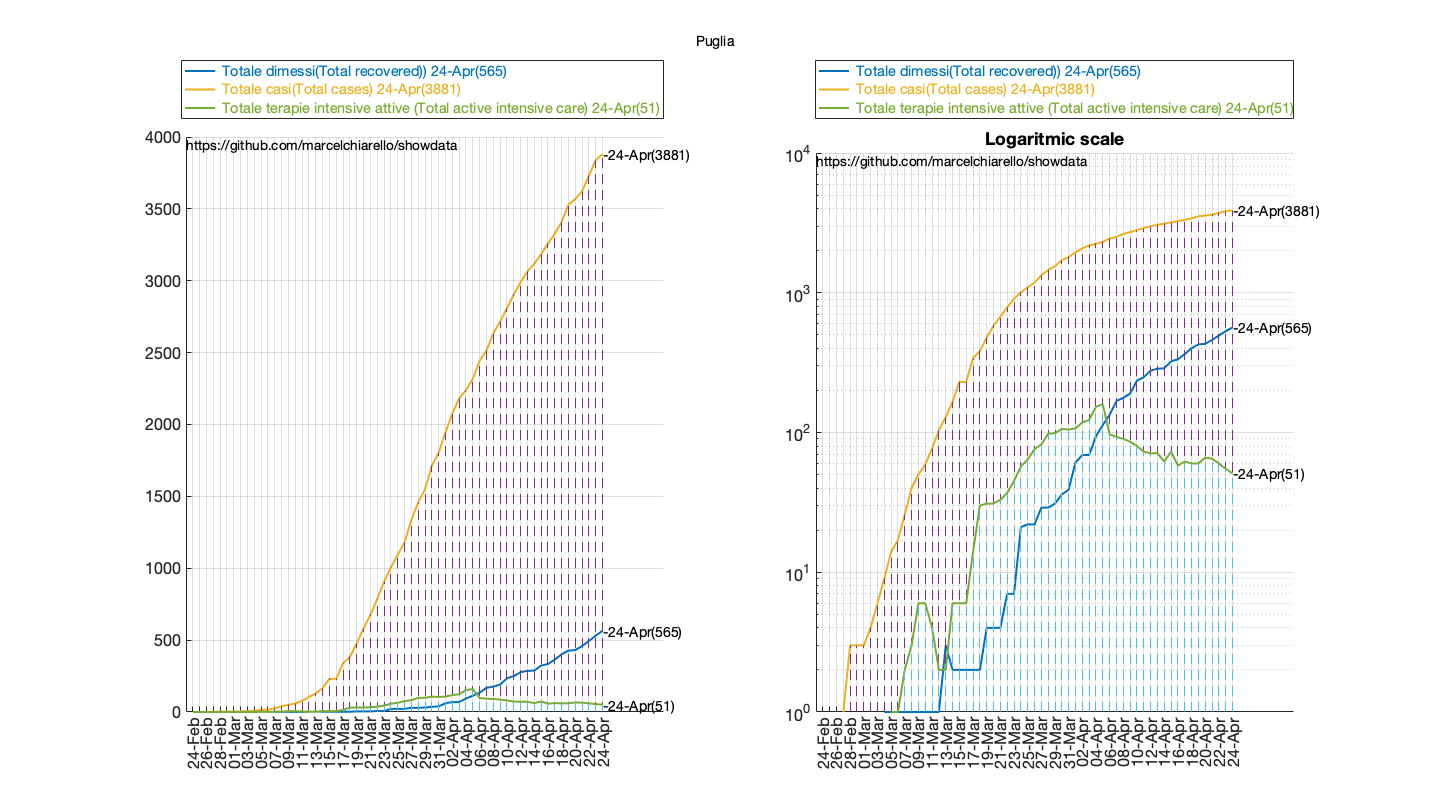 Puglia
Totale dimessi(Total recovered)) 24-Apr(565)
Totale casi(Total cases) 24-Apr(3881)
Totale terapie intensive attive (Total active intensive care) 24-Apr(51)
https://github.com/marcelchiarello/showdata
4000
3500
3000
2500
2000
1500
1000
500
0
-24-Apr(3881)
-24-Apr(565)
-24-Apr(51)
24-Feb
26-Feb
28-Feb
01-Mar
03-Mar
05-Mar
07-Mar
09-Mar
11-Mar
13-Mar
15-Mar
17-Mar
19-Mar
21-Mar
23-Mar
25-Mar
27-Mar
29-Mar
31-Mar
02-Apr
04-Apr
06-Apr
08-Apr
10-Apr
12-Apr
14-Apr
16-Apr
18-Apr
20-Apr
22-Apr
24-Apr
Totale dimessi(Total recovered)) 24-Apr(565)
Totale casi(Total cases) 24-Apr(3881)
Totale terapie intensive attive (Total active intensive care) 24-Apr(51)
Logaritmic scale
https://github.com/marcelchiarello/showdata
10^4
10^3
10^2
10^1
10^0
-24-Apr(3881)
-24-Apr(565)
-24-Apr(51)
24-Feb
26-Feb
28-Feb
01-Mar
03-Mar
05-Mar
07-Mar
09-Mar
11-Mar
13-Mar
15-Mar
17-Mar
19-Mar
21-Mar
23-Mar
25-Mar
27-Mar
29-Mar
31-Mar
02-Apr
04-Apr
06-Apr
08-Apr
10-Apr
12-Apr
14-Apr
16-Apr
18-Apr
20-Apr
22-Apr
24-Apr